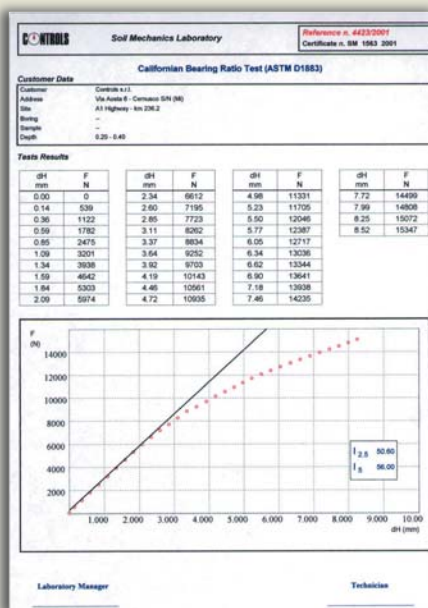 CONTROLS
Soil Mechanics Laboratory
Reference n. 4423/2001
Certificate n. SM 1563 2001
Californian Bearing Ratio Test (ASTM D1883)
Customer Data
Customer Controls s.r.l.
Address Via Aosta 6 - Cernusco S/N (Mi)
Site A1 Highway - km 236.2
Boring --
Sample --
Depth 0.20 - 0.40
Tests Results
dH F dH F dH F dH F
mm N mm N mm N mm N
0.00 0 2.34 6612 4.98 11331 7.72 14499
0.14 539 2.60 7195 5.23 11705 7.99 14808
0.36 1122 2.85 7723 5.50 12046 8.25 15072
0.59 1782 3.11 8262 5.77 12387 8.52 15347
0.85 2475 3.37 8834 6.05 12717
1.09 3201 3.64 9252 6.34 13036
1.34 3938 3.92 9703 6.62 13344
1.59 4642 4.19 10143 6.90 13641
1.84 5303 4.46 10561 7.18 13938
2.09 5974 4.72 10935 7.46 14235
F
(N)
14000
12000
10000
8000
6000
4000
2000
I 2.5 50.60
I 5 56.00
1.000 2.000 3.000 4.000 5.000 6.000 7.000 8.000 9.000 10.00
dH (mm)
Laboratory Manager Technician